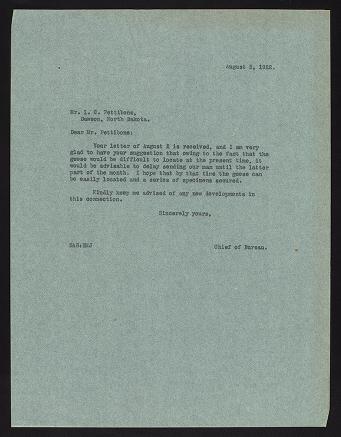 August 5, 1922.
Mr. L. C. Pettibone,
Dawson, North Dakota.
Dear Mr. Pettibone:
Your letter of August 2 is received, and I am very
glad to have your suggestion that owing to the fact that the
geese would be difficult to locate at the present time, it
would be advisable to delay sending our man until the latter
part of the month. I hope that by that time the geese can
be easily located and a series of specimens secured.
Kindly keep me advised of any new developments in
this connection.
Sincerely yours,
Chief of Bureau.